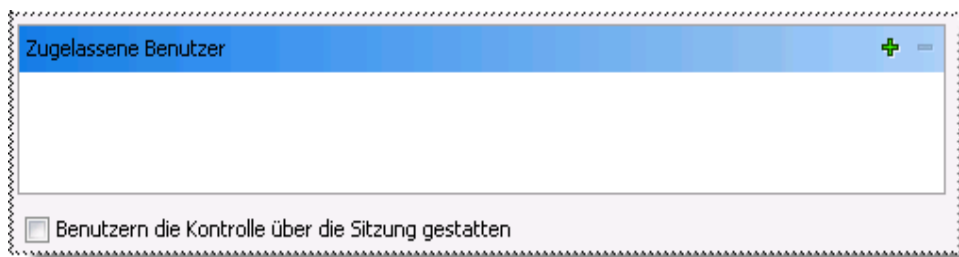 Zugelassene Benutzer
Benutzern die Kontrolle über die Sitzung gestatten